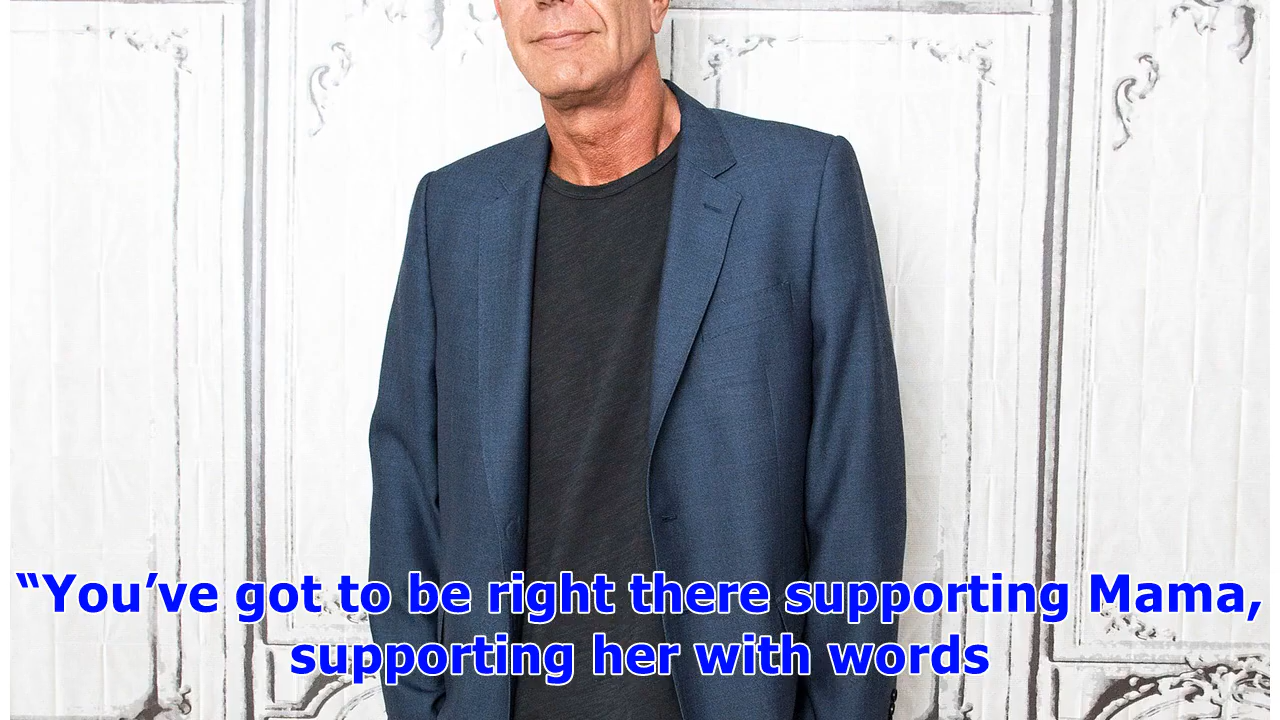 “You’ve got to be right there supporting Mama,
supporting her with words